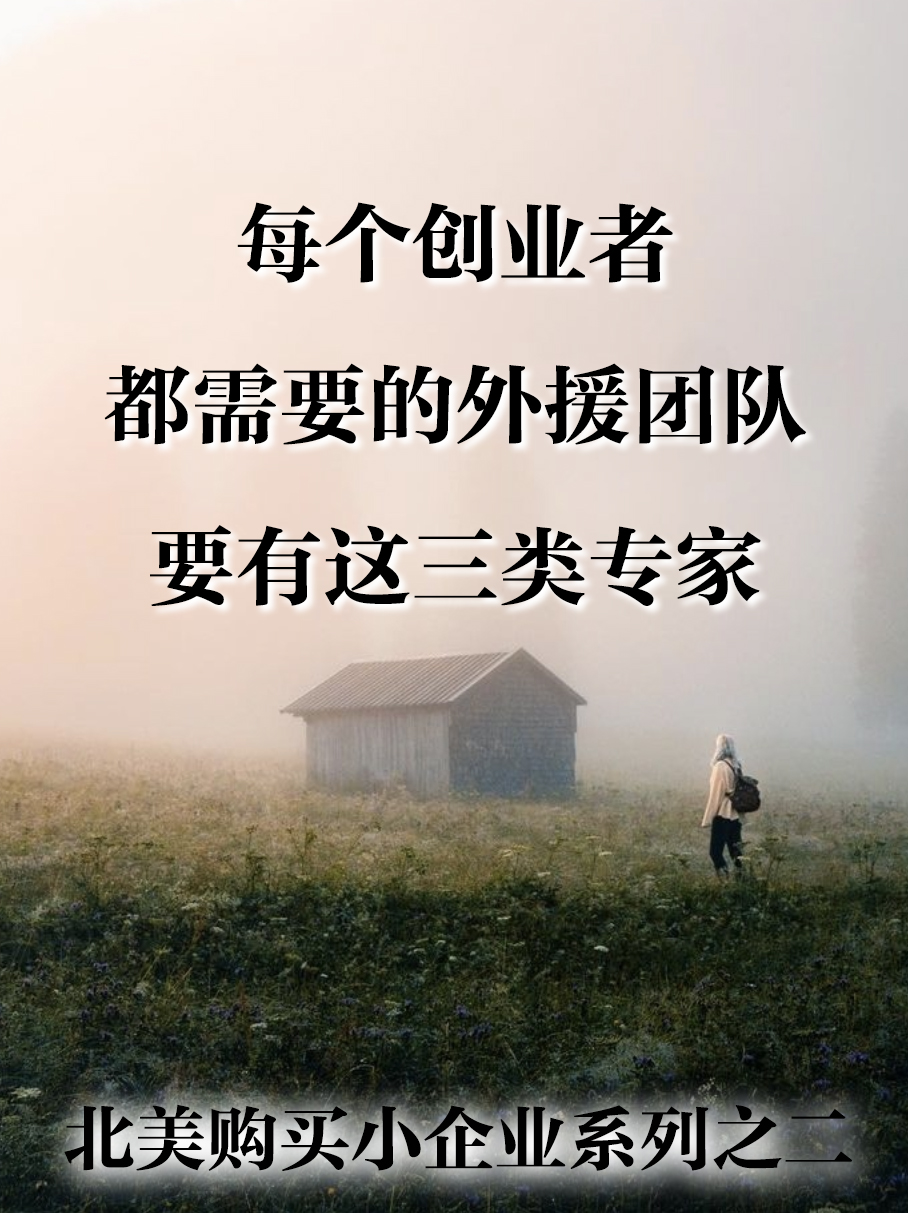 每个创业者
都需要的外援团队
要有这三类专家
北美购买小企业系列之二